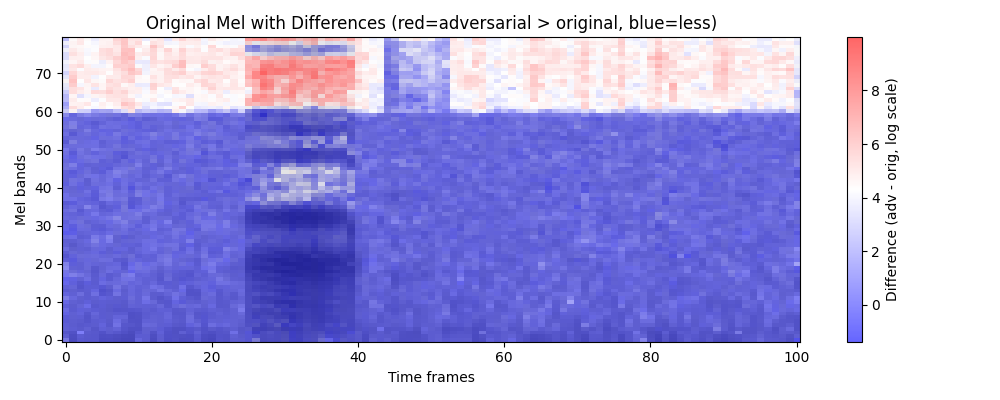 Original Mel with Differences (red=adversarial > original, blue=less)
70
60
50
40
30
20
10
0
Mel bands
0 20 40 60 80 100
Time frames
8
6
4
2
0
Difference (adv - orig, log scale)